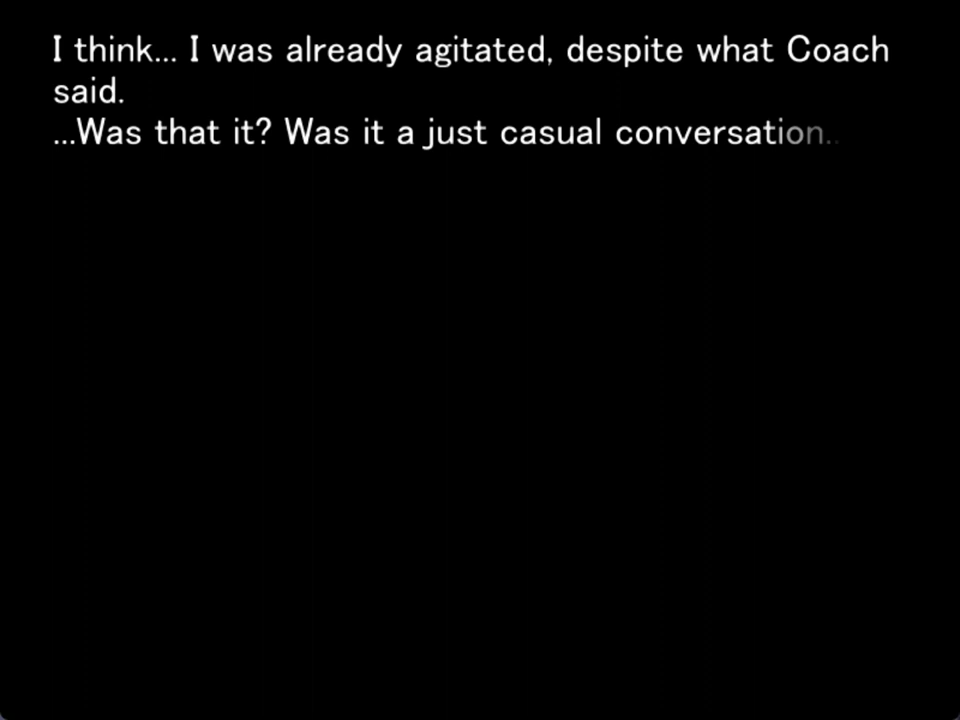 I think... I was already agitated, despite what Coach
said.
...Was that it? Was it a just casual conversation..